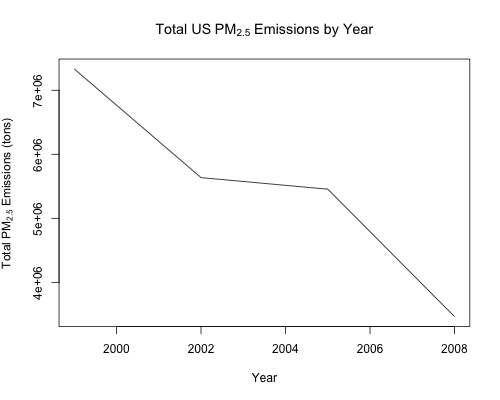 Total US PM2.5 Emissions by Year
Total PM2.5 Emissions (tons)
7e+06
6e+06
5e+06
4e+06
2000 2002 2004 2006 2008
Year